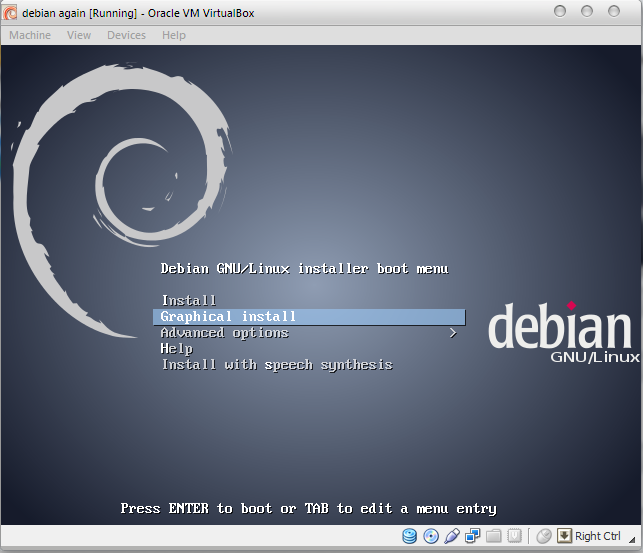 debian again [Running] - Oracle VM VirtualBox
Machine View Devices Help
Debian GNU/Linux installer boot menu
Install
Graphical install
Advanced options >
Help
Install with speech synthesis
debian
GNU/Linux
Press ENTER to boot or TAB to edit a menu entry
Right Ctrl